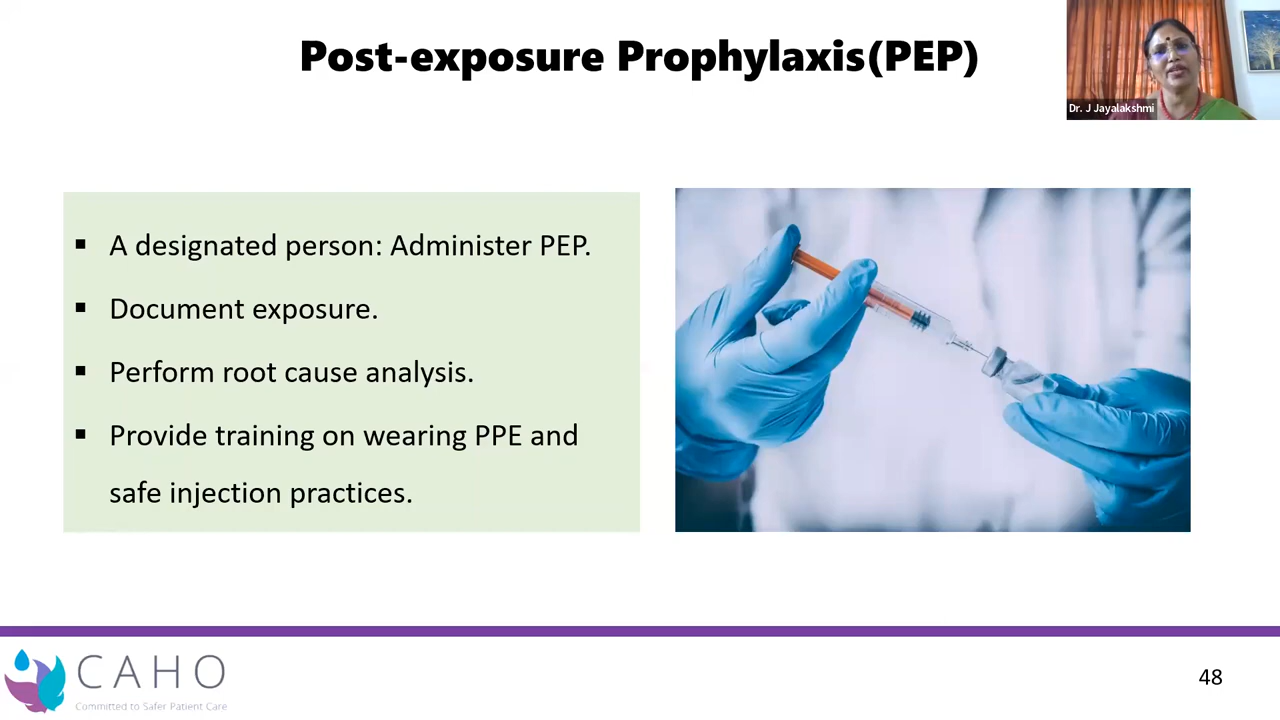 Post-exposure Prophylaxis(PEP)
Dr. J Jayalakshmi
▪ A designated person: Administer PEP.
▪ Document exposure.
▪ Perform root cause analysis.
▪ Provide training on wearing PPE and
safe injection practices.
CAHO
Committed to Safer Patient Care
48